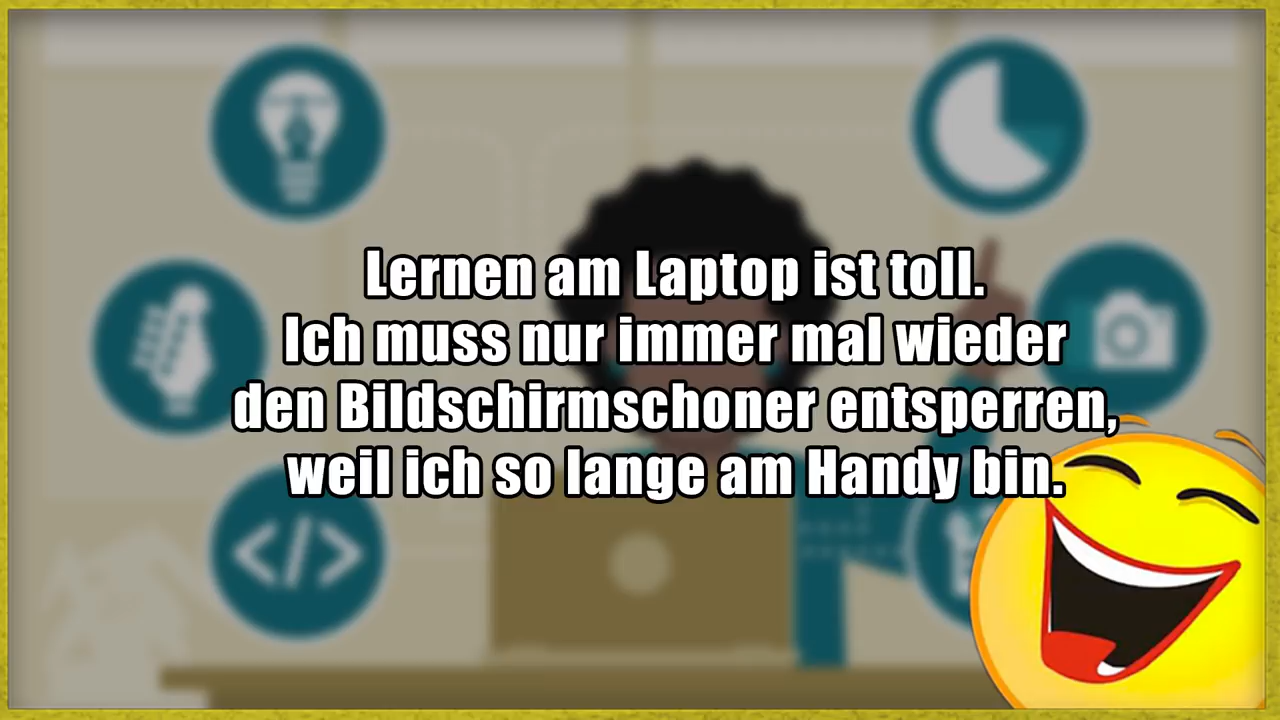 Lernen am Laptop ist toll.
Ich muss nur immer mal wieder
den Bildschirmschoner entsperren,
weil ich so lange am Handy bin.
</>